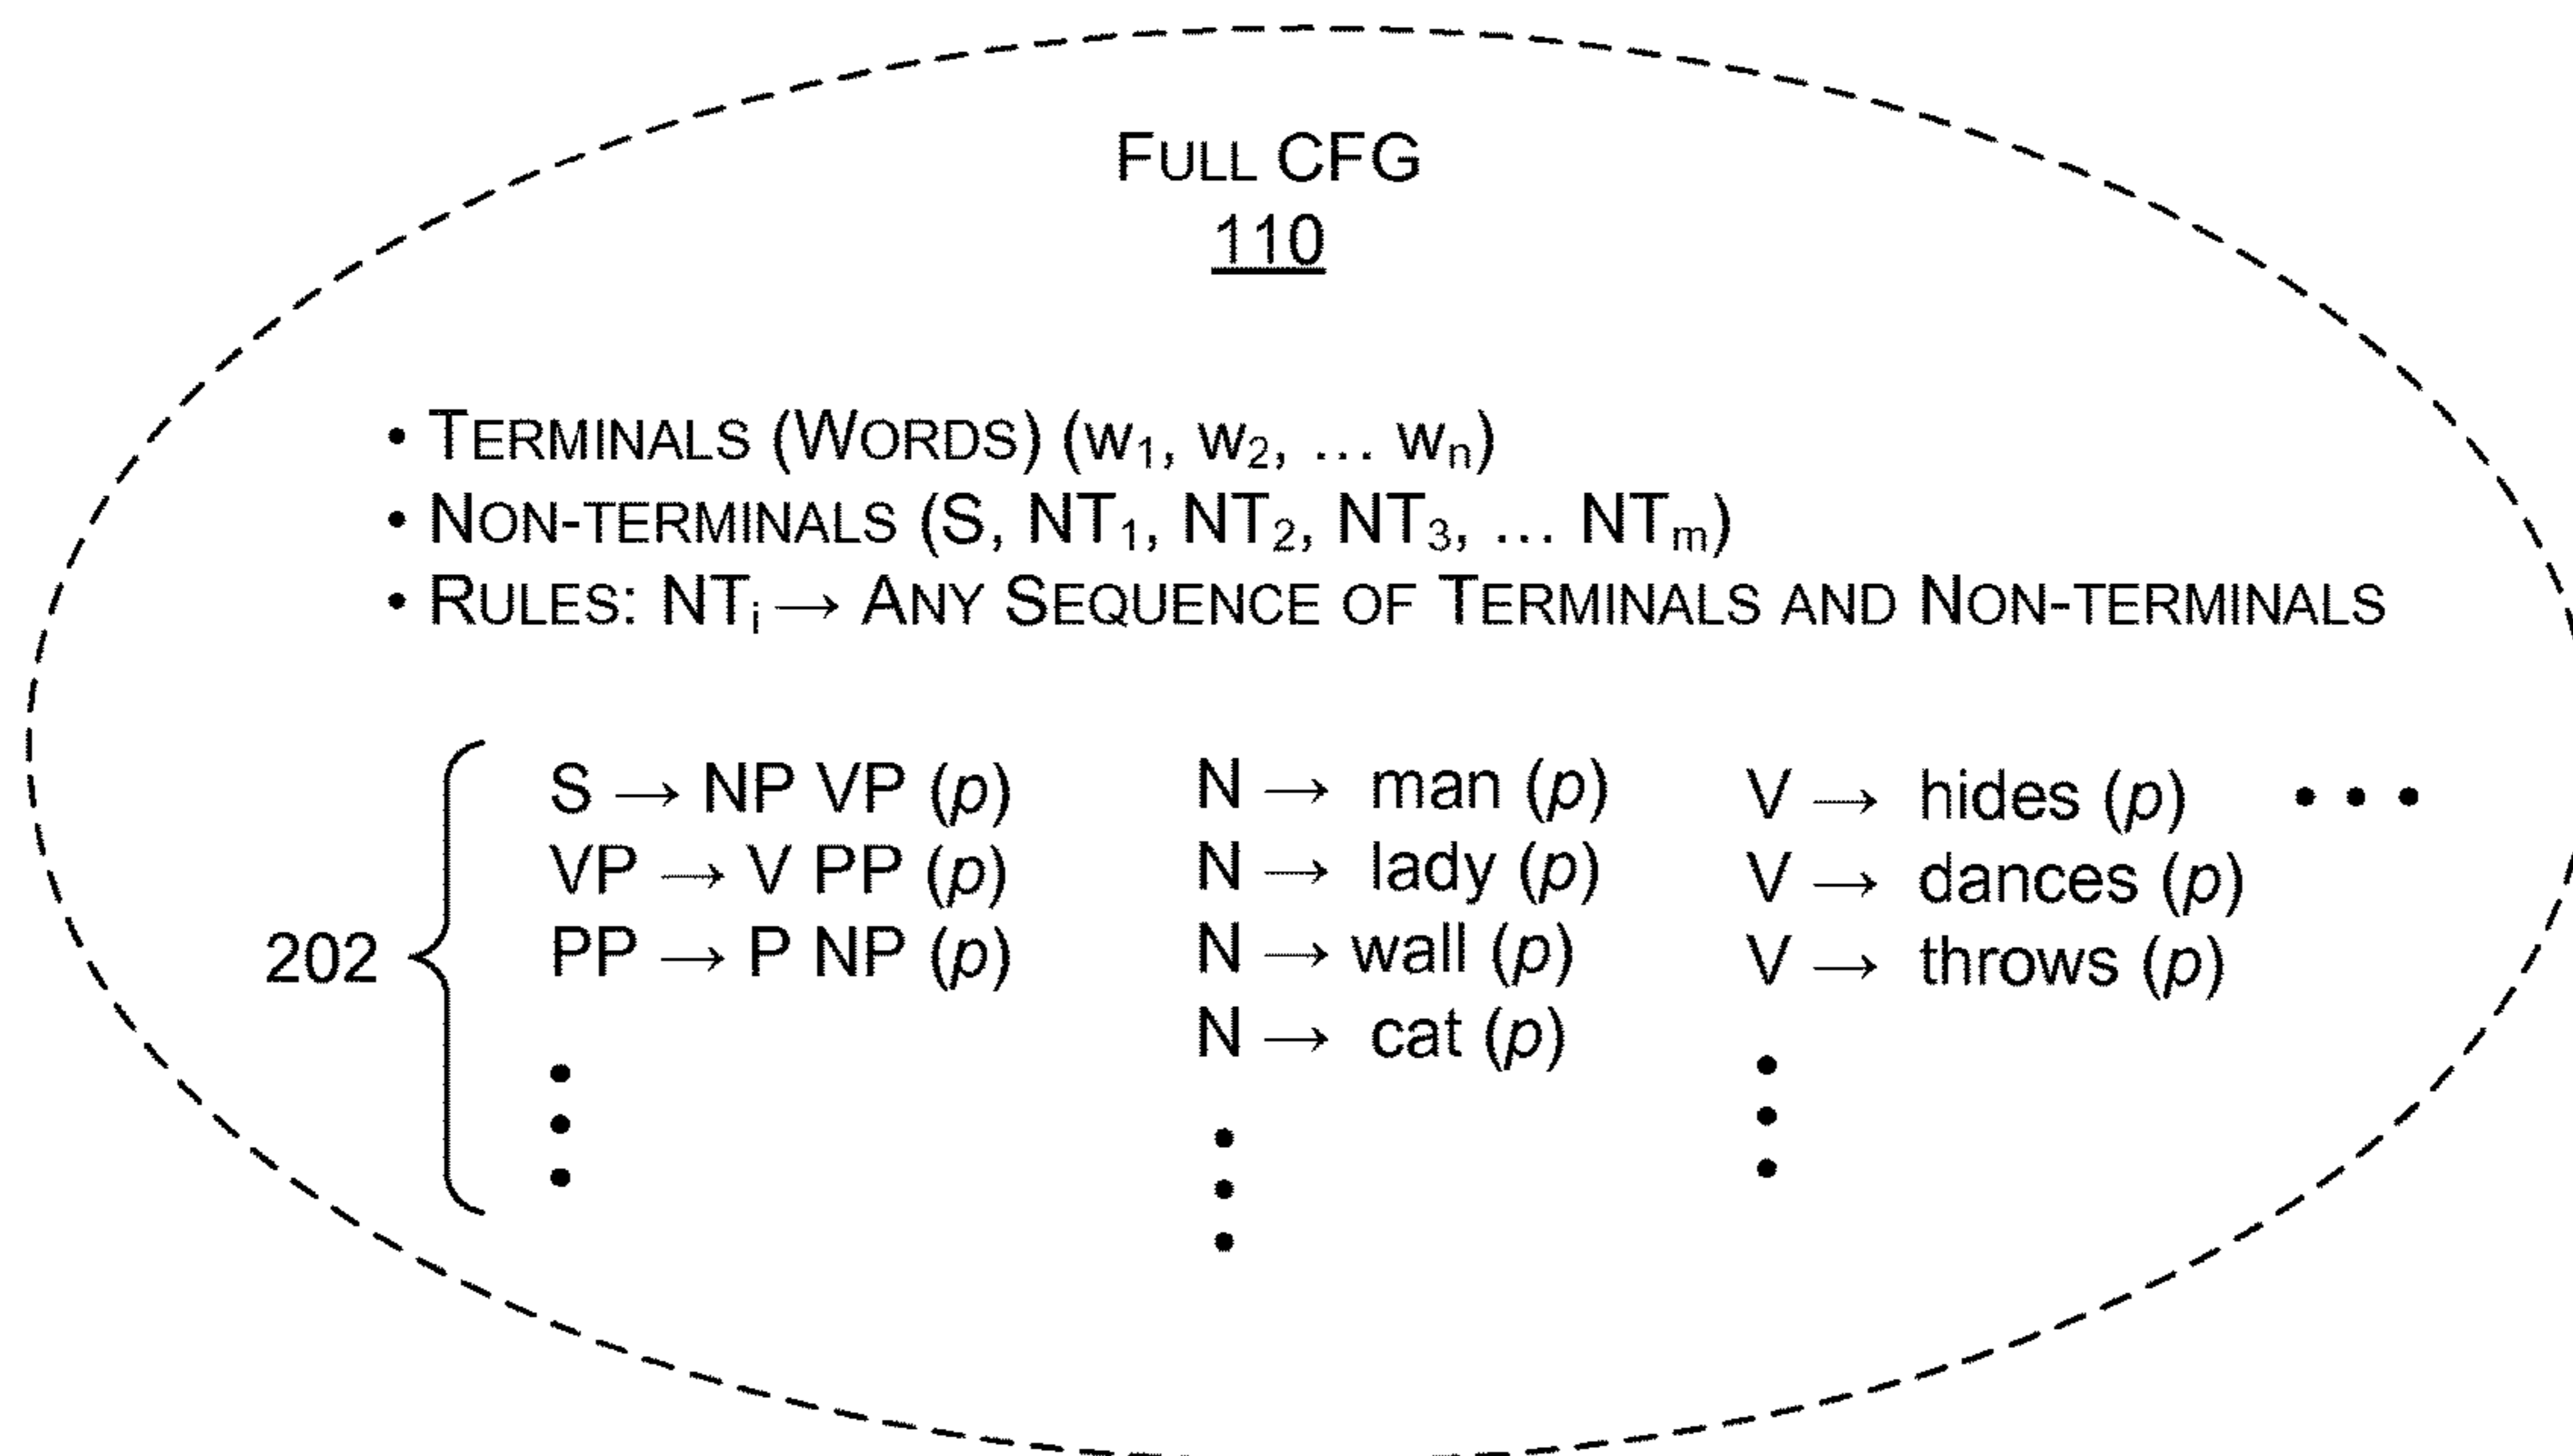 FULL CFG
110
• TERMINALS (WORDS) (w₁, w₂, … wₙ)
• NON-TERMINALS (S, NT₁, NT₂, NT₃, … NTₘ)
• RULES: NTᵢ → ANY SEQUENCE OF TERMINALS AND NON-TERMINALS
202
S → NP VP (p)
VP → V PP (p)
PP → P NP (p)
N → man (p)
N → lady (p)
N → wall (p)
N → cat (p)
V → hides (p)
V → dances (p)
V → throws (p)